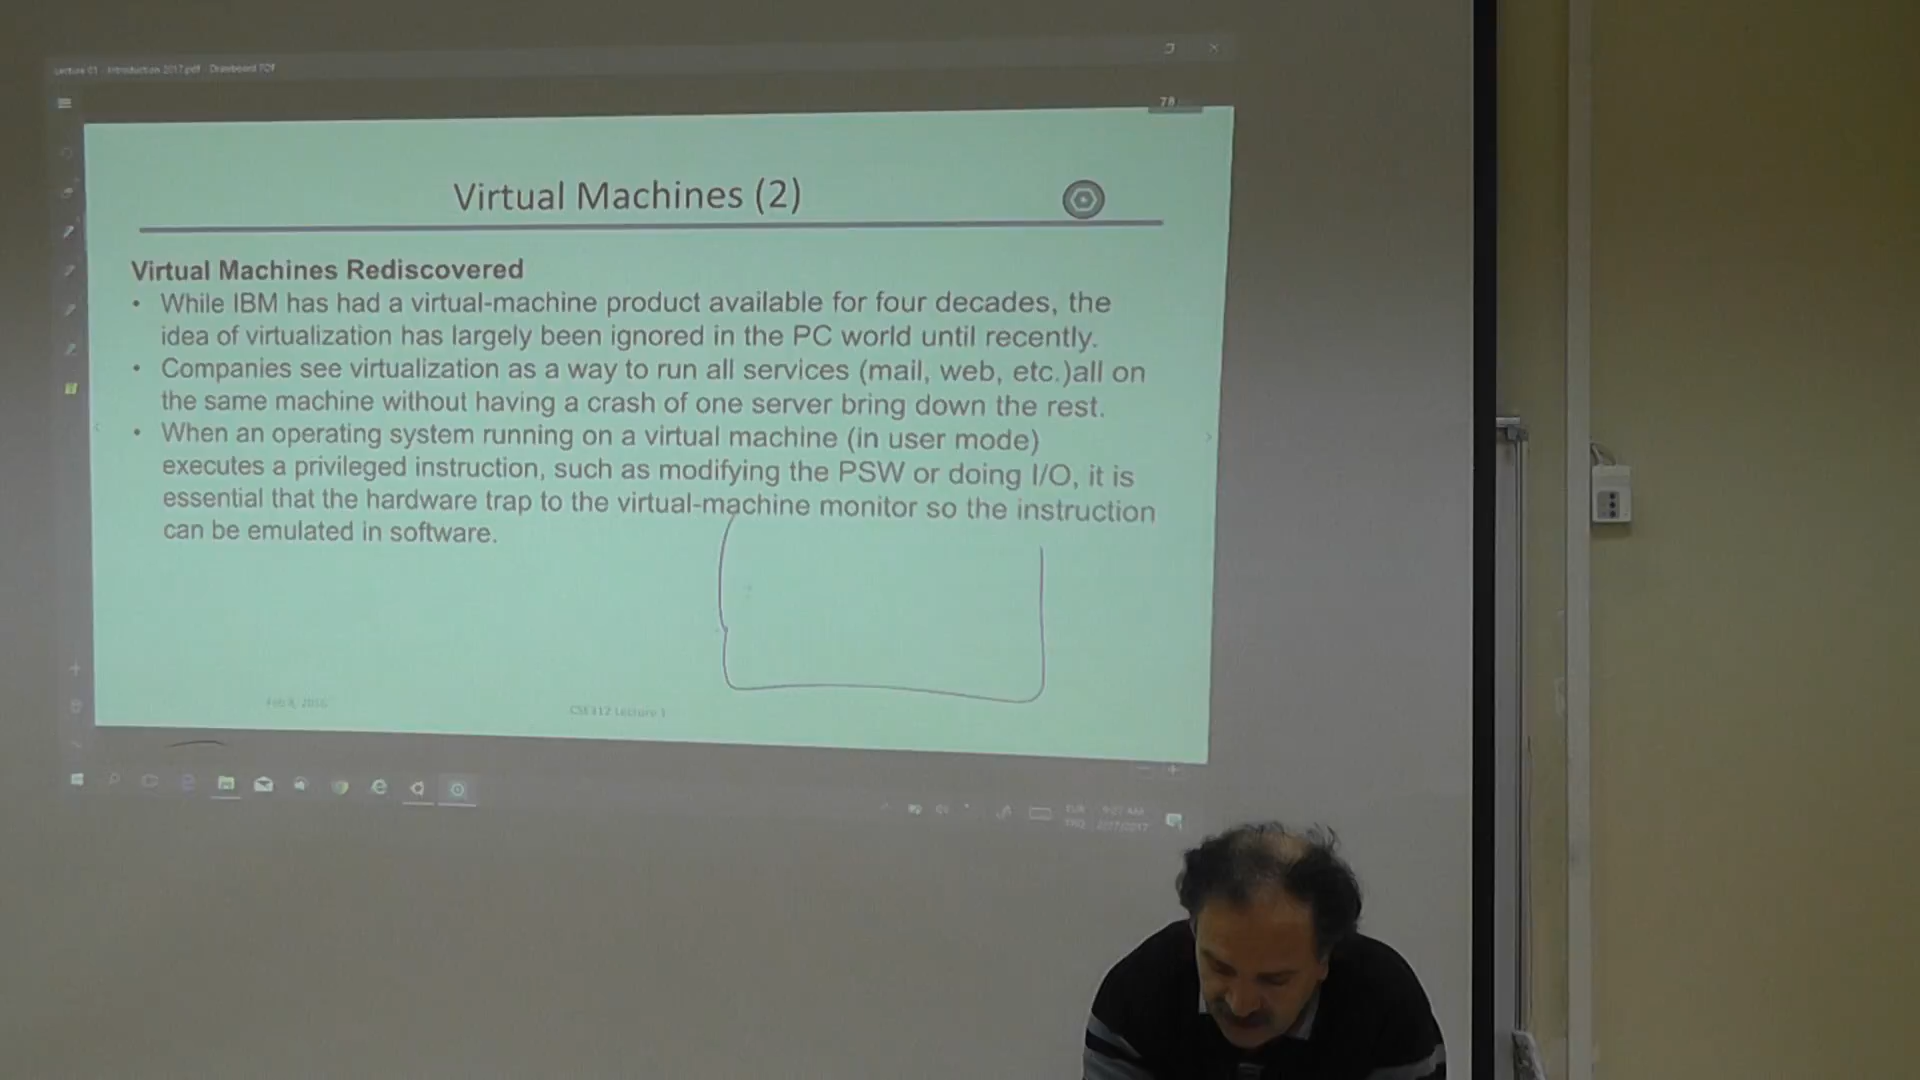 Lecture 01 - Introduction 2017.pdf - Drawboard PDF
78
Virtual Machines (2)
Virtual Machines Rediscovered
• While IBM has had a virtual-machine product available for four decades, the
idea of virtualization has largely been ignored in the PC world until recently.
• Companies see virtualization as a way to run all services (mail, web, etc.)all on
the same machine without having a crash of one server bring down the rest.
• When an operating system running on a virtual machine (in user mode)
executes a privileged instruction, such as modifying the PSW or doing I/O, it is
essential that the hardware trap to the virtual-machine monitor so the instruction
can be emulated in software.
Feb 8, 2016
CSE312 Lecture 1